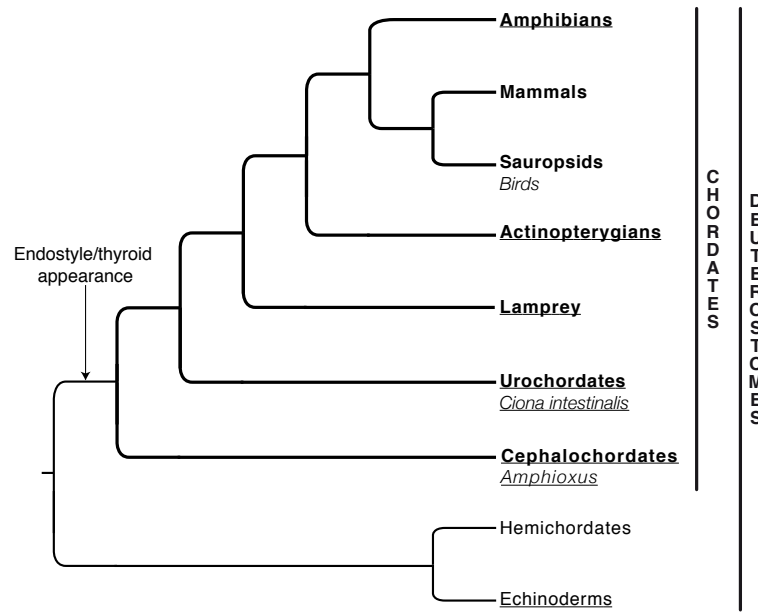 Amphibians
Mammals
Sauropsids
Birds
Actinopterygians
Endostyle/thyroid
appearance
Lamprey
Urochordates
Ciona intestinalis
Cephalochordates
Amphioxus
Hemichordates
Echinoderms
CHORDATES
DEUTEROSTOMES